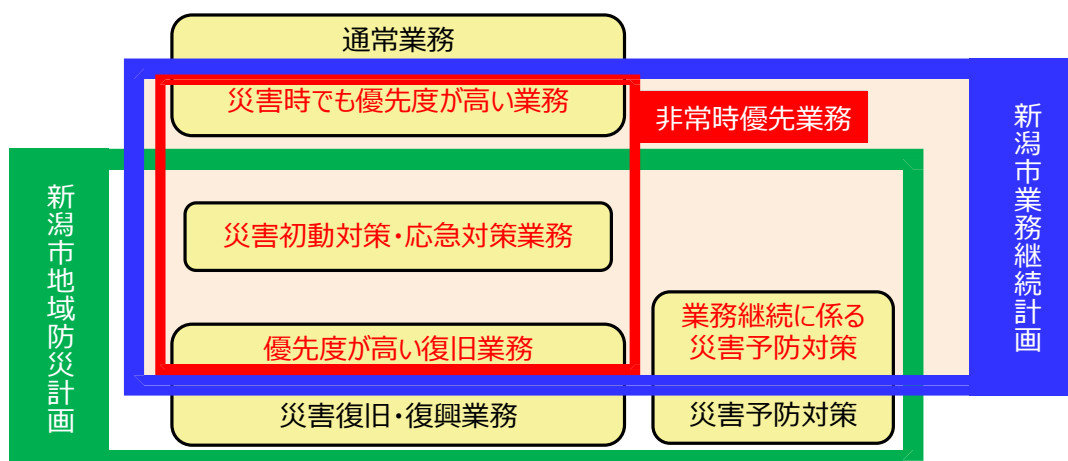 通常業務
災害時でも優先度が高い業務
非常時優先業務
新潟市業務継続計画
新潟市地域防災計画
災害初動対策・応急対策業務
業務継続に係る
災害予防対策
優先度が高い復旧業務
災害復旧・復興業務
災害予防対策